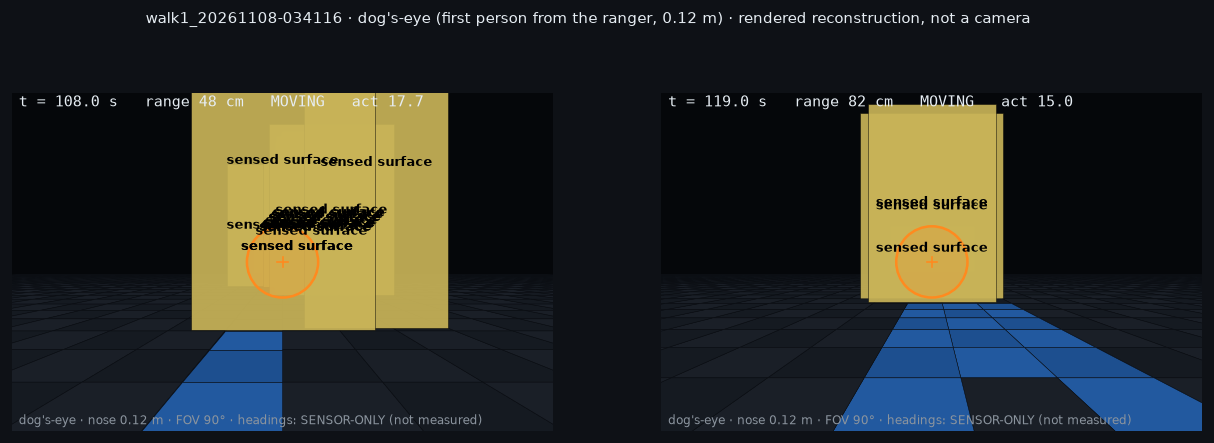 walk1_20261108-034116 · dog's-eye (first person from the ranger, 0.12 m) · rendered reconstruction, not a camera
t = 108.0 s   range 48 cm   MOVING   act 17.7
sensed surface
sensed surface
sensed surface
sensed surface
sensed surface
dog's-eye · nose 0.12 m · FOV 90° · headings: SENSOR-ONLY (not measured)
t = 119.0 s   range 82 cm   MOVING   act 15.0
sensed surface
sensed surface
sensed surface
dog's-eye · nose 0.12 m · FOV 90° · headings: SENSOR-ONLY (not measured)